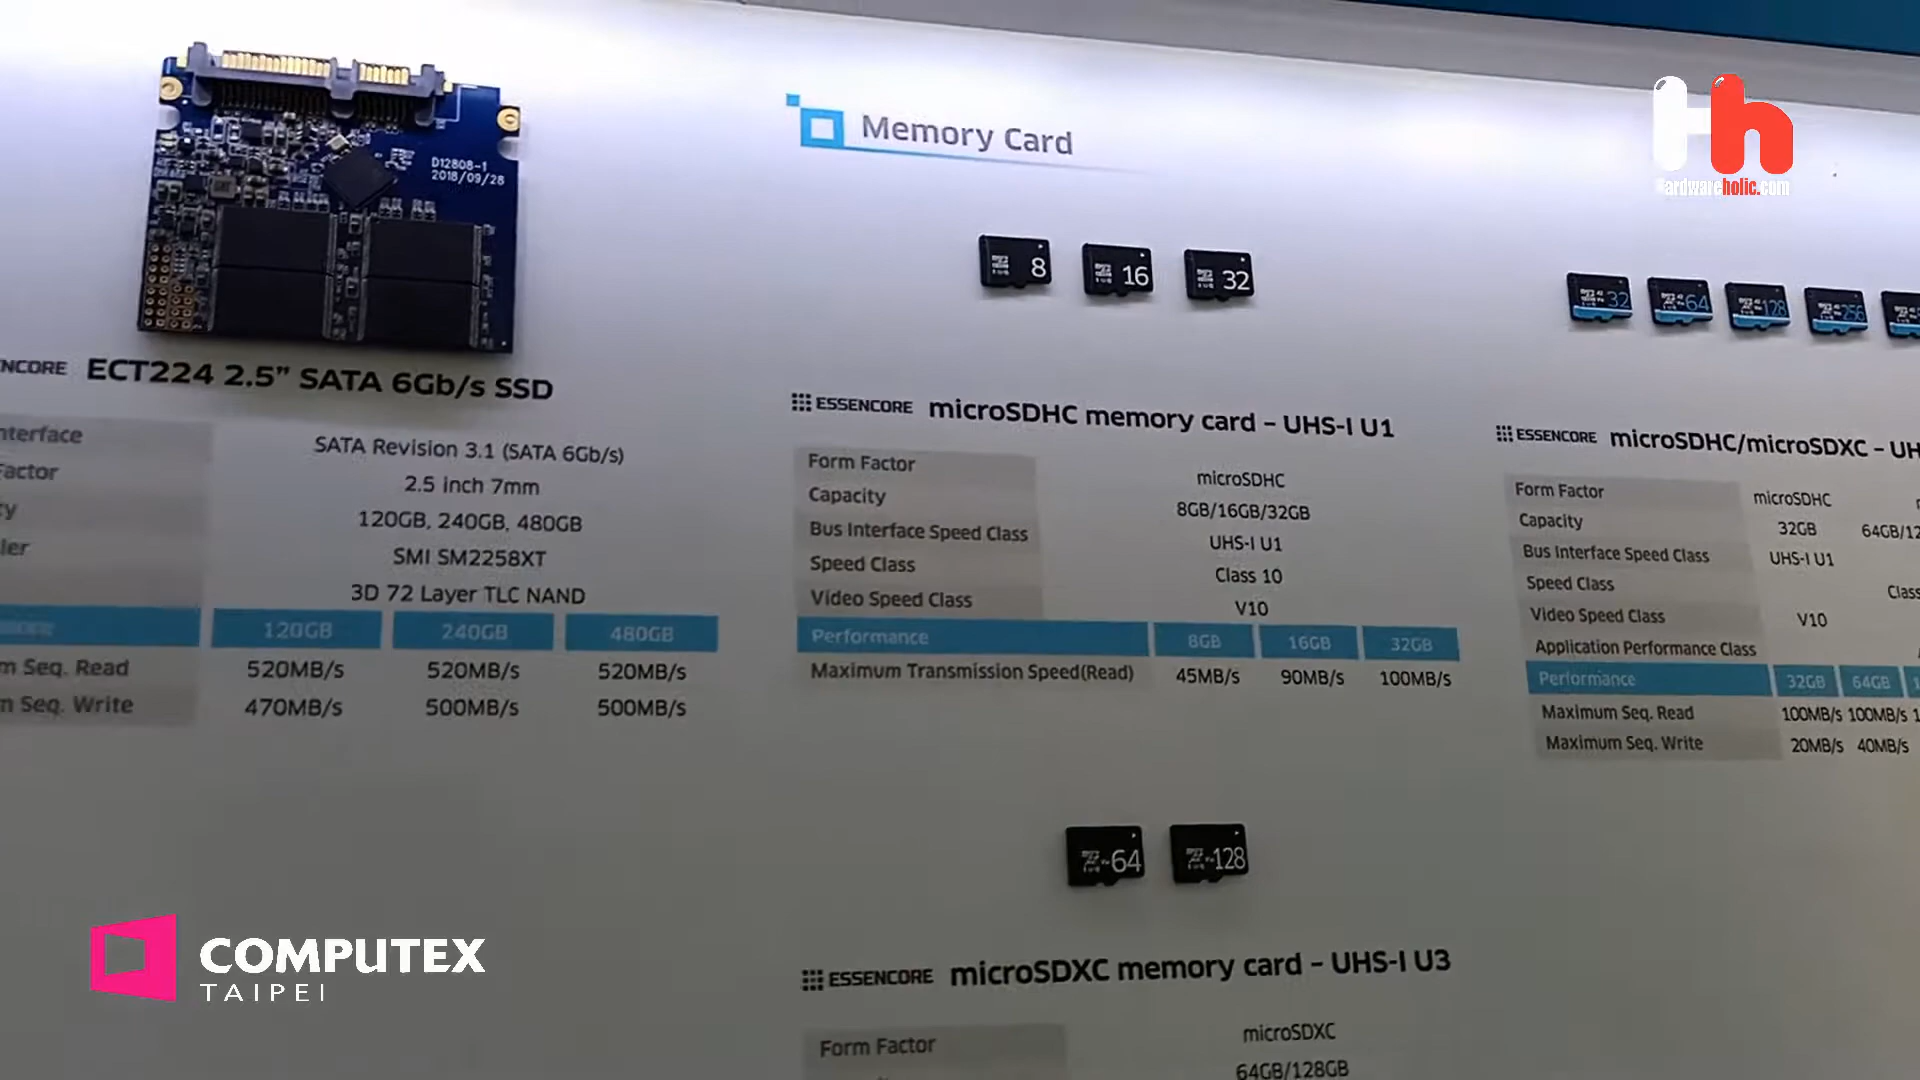 D12808-1
2018/09/28
ECT224 2.5” SATA 6Gb/s SSD
SATA Revision 3.1 (SATA 6Gb/s)
2.5 inch 7mm
120GB, 240GB, 480GB
SMI SM2258XT
3D 72 Layer TLC NAND
120GB 240GB 480GB
Seq. Read 520MB/s 520MB/s 520MB/s
Seq. Write 470MB/s 500MB/s 500MB/s
Memory Card
8 16 32
ESSENCORE microSDHC memory card – UHS-I U1
Form Factor microSDHC
Capacity 8GB/16GB/32GB
Bus Interface Speed Class UHS-I U1
Speed Class Class 10
Video Speed Class V10
Performance 8GB 16GB 32GB
Maximum Transmission Speed(Read) 45MB/s 90MB/s 100MB/s
64 128
ESSENCORE microSDXC memory card – UHS-I U3
Form Factor microSDXC
64GB/128GB
Hh
Hardwareholic.com
32 64 128 256
ESSENCORE microSDHC/microSDXC –
Form Factor microSDHC
Capacity 32GB
Bus Interface Speed Class UHS-I U1
Speed Class
Video Speed Class V10
Application Performance Class
Performance 32GB 64GB
Maximum Seq. Read 100MB/s 100MB/s
Maximum Seq. Write 20MB/s 40MB/s
COMPUTEX
TAIPEI